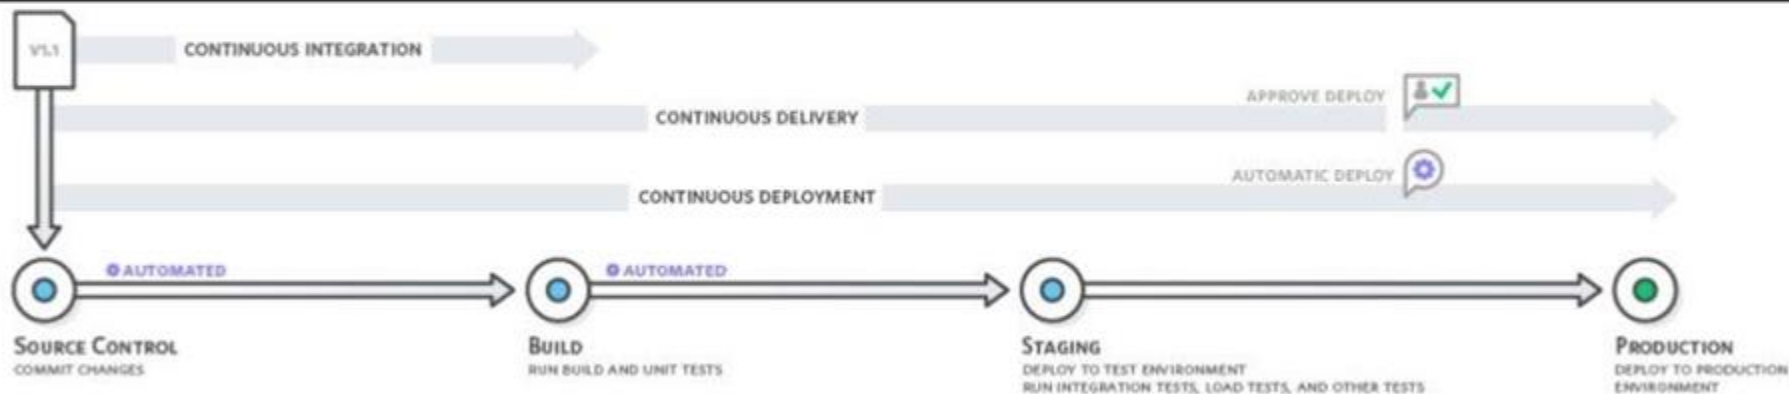 V1.1
CONTINUOUS INTEGRATION
APPROVE DEPLOY
CONTINUOUS DELIVERY
AUTOMATIC DEPLOY
CONTINUOUS DEPLOYMENT
AUTOMATED
AUTOMATED
SOURCE CONTROL
COMMIT CHANGES
BUILD
RUN BUILD AND UNIT TESTS
STAGING
DEPLOY TO TEST ENVIRONMENT
RUN INTEGRATION TESTS, LOAD TESTS, AND OTHER TESTS
PRODUCTION
DEPLOY TO PRODUCTION
ENVIRONMENT